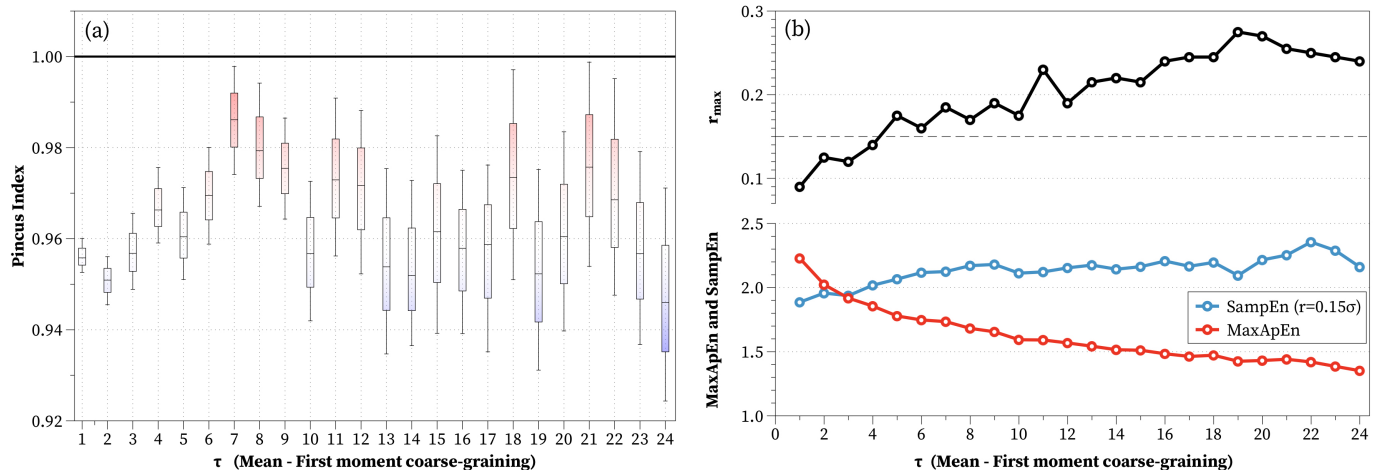 (a)
Pincus Index
1.00
0.98
0.96
0.94
0.92
1 2 3 4 5 6 7 8 9 10 11 12 13 14 15 16 17 18 19 20 21 22 23 24
τ (Mean - First moment coarse-graining)
(b)
r_max
0.3
0.2
0.1
MaxApEn and SampEn
2.5
2.0
1.5
1.0
SampEn (r=0.15σ)
MaxApEn
0 2 4 6 8 10 12 14 16 18 20 22 24
τ (Mean - First moment coarse-graining)